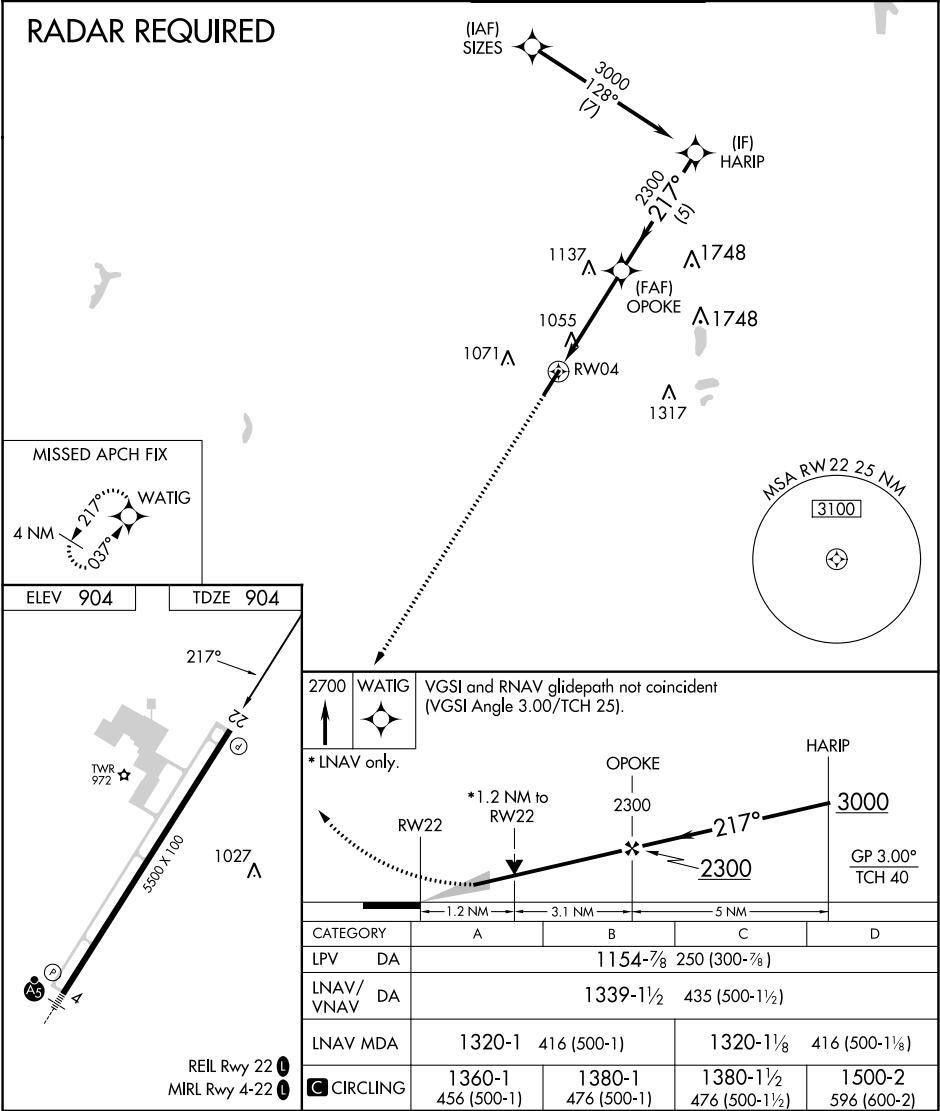 RADAR REQUIRED
(IAF)
SIZES
3000
128°
(7)
(IF)
HARIP
2300
217°
(5)
1137
1748
(FAF)
OPOKE
1748
1055
1071
RW04
1317
MISSED APCH FIX
WATIG
217°
4 NM
037°
MSA RW 22 25 NM
3100
ELEV 904
TDZE 904
217°
22
P
TWR
972
5500 X 100
1027
P
A5
4
REIL Rwy 22 L
MIRL Rwy 4-22 L
2700 WATIG
VGSI and RNAV glidepath not coincident
(VGSI Angle 3.00/TCH 25).
* LNAV only.
OPOKE
HARIP
*1.2 NM to
RW22
2300
3000
RW22
217°
2300
GP 3.00°
TCH 40
1.2 NM 3.1 NM 5 NM
CATEGORY A B C D
LPV DA 1154-⅞ 250 (300-⅞)
LNAV/
VNAV DA 1339-1½ 435 (500-1½)
LNAV MDA 1320-1 416 (500-1) 1320-1⅛ 416 (500-1⅛)
C CIRCLING 1360-1 1380-1 1380-1½ 1500-2
456 (500-1) 476 (500-1) 476 (500-1½) 596 (600-2)